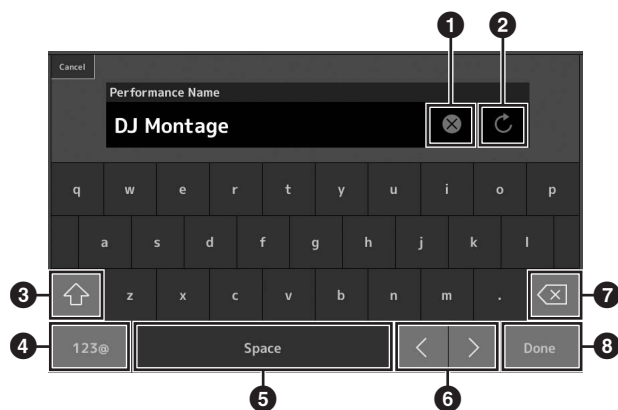 1 2
Cancel
Performance Name
DJ Montage
q w e r t y u i o p
a s d f g h j k l
3 z x c v b n m . 7
4 123@ Space < > Done 8
5 6